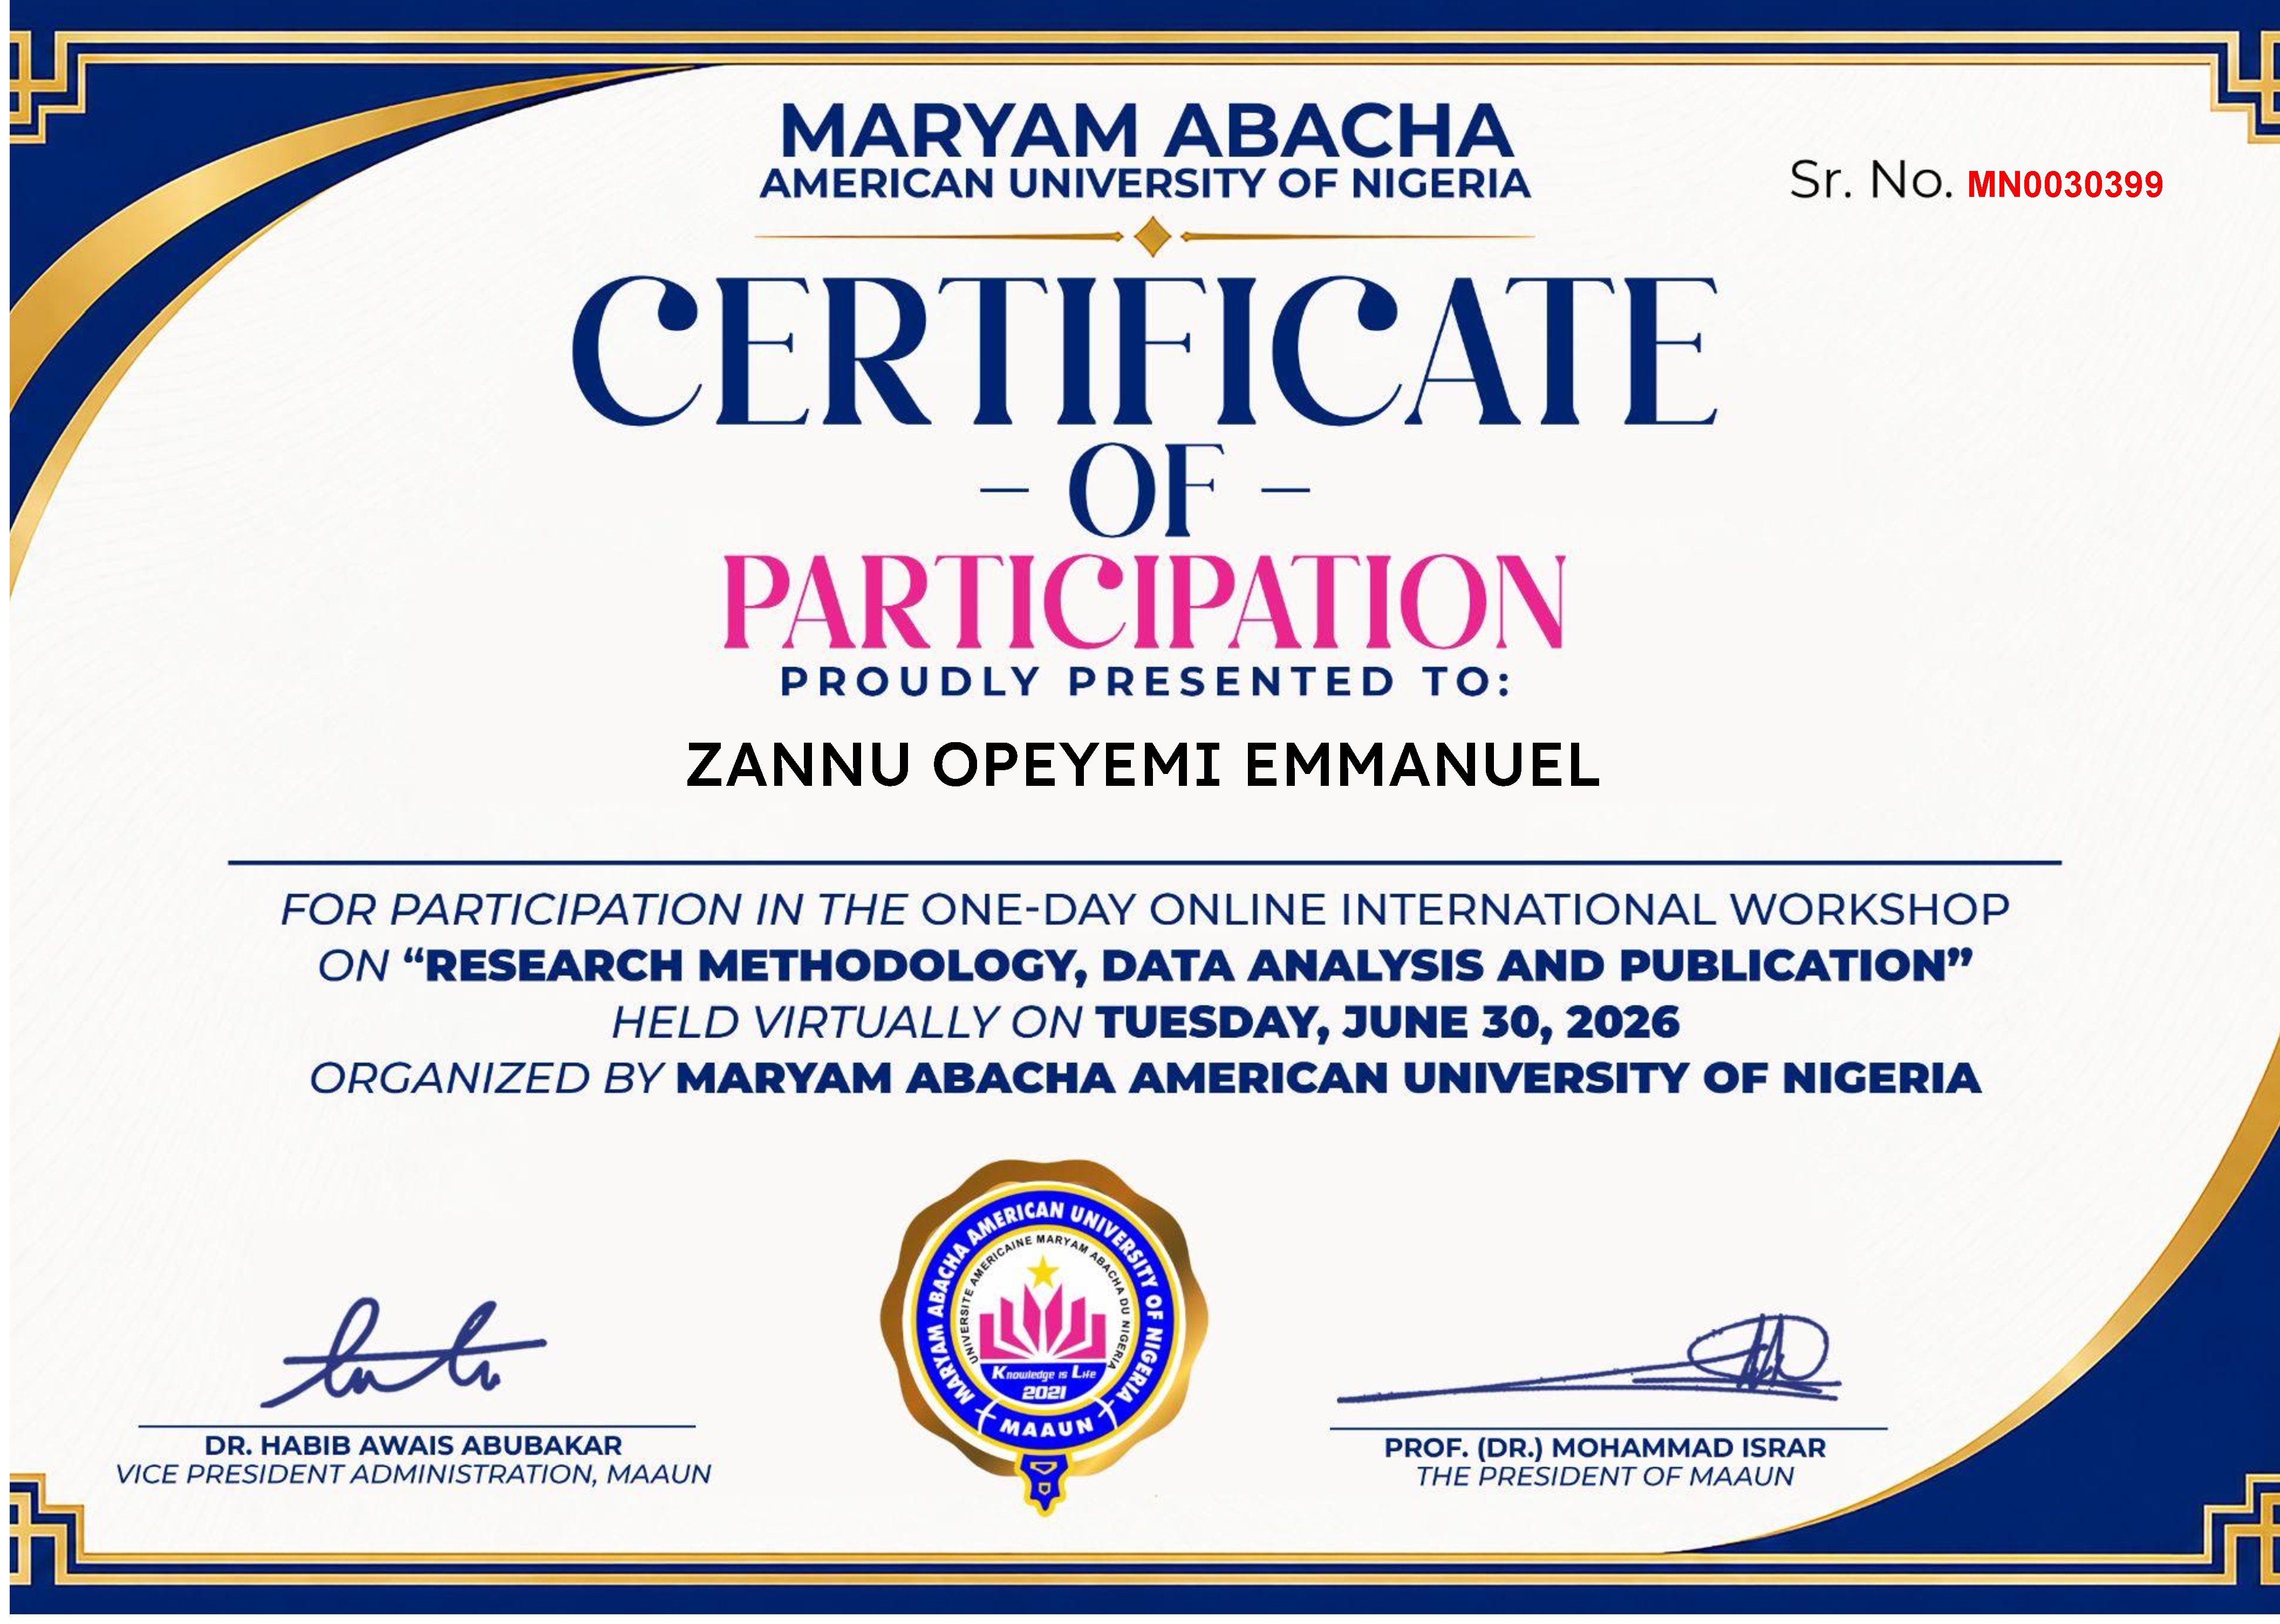 MARYAM ABACHA
AMERICAN UNIVERSITY OF NIGERIA
Sr. No. MN0030399
CERTIFICATE
- OF -
PARTICIPATION
PROUDLY PRESENTED TO:
ZANNU OPEYEMI EMMANUEL
FOR PARTICIPATION IN THE ONE-DAY ONLINE INTERNATIONAL WORKSHOP
ON “RESEARCH METHODOLOGY, DATA ANALYSIS AND PUBLICATION”
HELD VIRTUALLY ON TUESDAY, JUNE 30, 2026
ORGANIZED BY MARYAM ABACHA AMERICAN UNIVERSITY OF NIGERIA
MARYAM ABACHA AMERICAN UNIVERSITY OF NIGERIA
UNIVERSITE AMERICAINE MARYAM ABACHA DU NIGERIA
Knowledge is Life
2021
MAAUN
DR. HABIB AWAIS ABUBAKAR
VICE PRESIDENT ADMINISTRATION, MAAUN
PROF. (DR.) MOHAMMAD ISRAR
THE PRESIDENT OF MAAUN